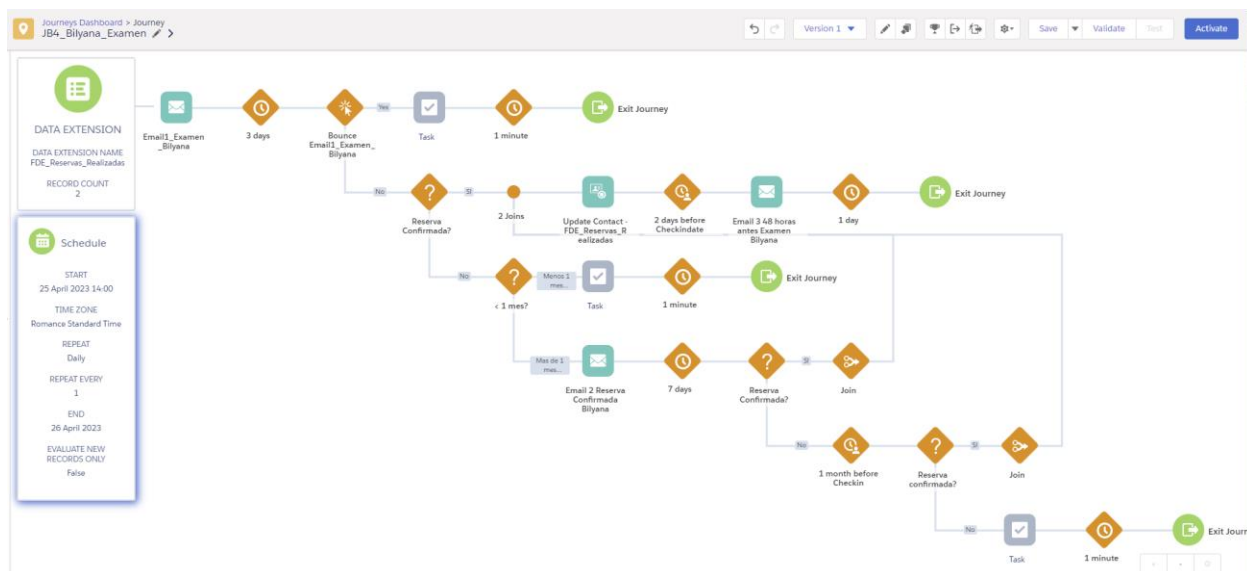 Journeys Dashboard > Journey
JB4_Bilyana_Examen
Version 1
Save
Validate
Test
Activate
DATA EXTENSION
DATA EXTENSION NAME
FDE_Reservas_Realizadas
RECORD COUNT
2
Schedule
START
25 April 2023 14:00
TIME ZONE
Romance Standard Time
REPEAT
Daily
REPEAT EVERY
1
END
26 April 2023
EVALUATE NEW
RECORDS ONLY
False
Email1_Examen
_Bilyana
3 days
Bounce
Email1_Examen_
Bilyana
Yes
Task
1 minute
Exit Journey
No
Reserva
Confirmada?
SI
2 Joins
Update Contact -
FDE_Reservas_R
ealizadas
2 days before
Checkindate
Email 3 48 horas
antes Examen
Bilyana
1 day
Exit Journey
No
< 1 mes?
Menos 1
mes...
Task
1 minute
Exit Journey
Mas de 1
mes...
Email 2 Reserva
Confirmada
Bilyana
7 days
Reserva
Confirmada?
SI
Join
No
1 month before
Checkin
Reserva
confirmada?
SI
Join
No
Task
1 minute
Exit Jour